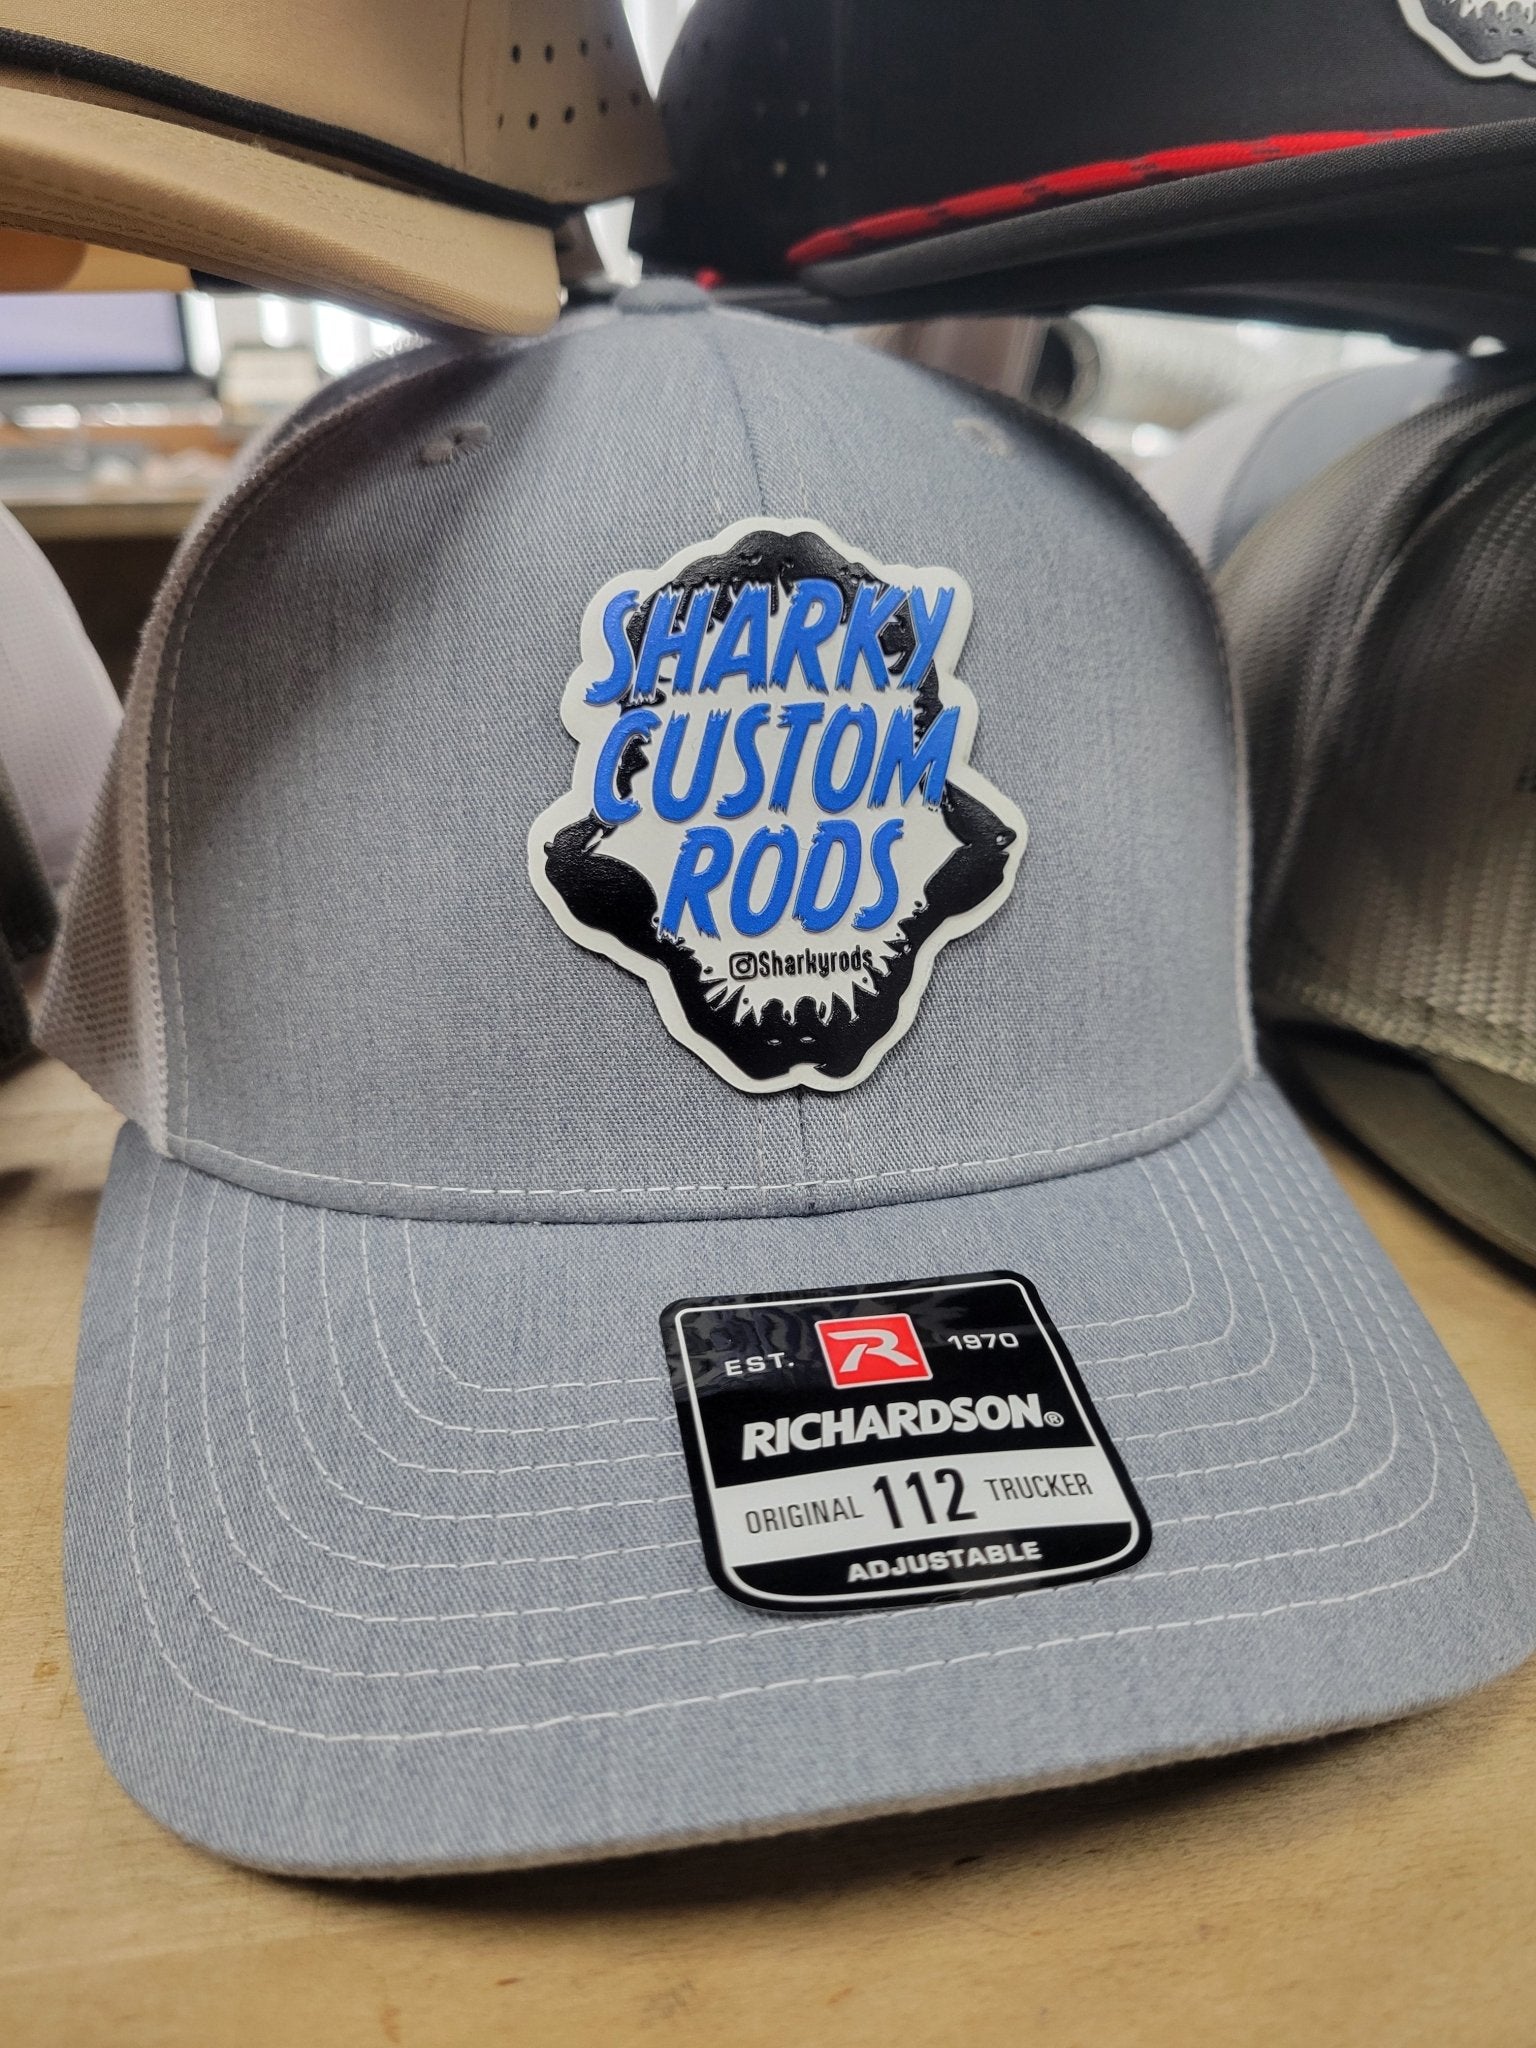 SHARKY
CUSTOM
RODS
@Sharkyrods
EST. R 1970
RICHARDSON®
ORIGINAL 112 TRUCKER
ADJUSTABLE